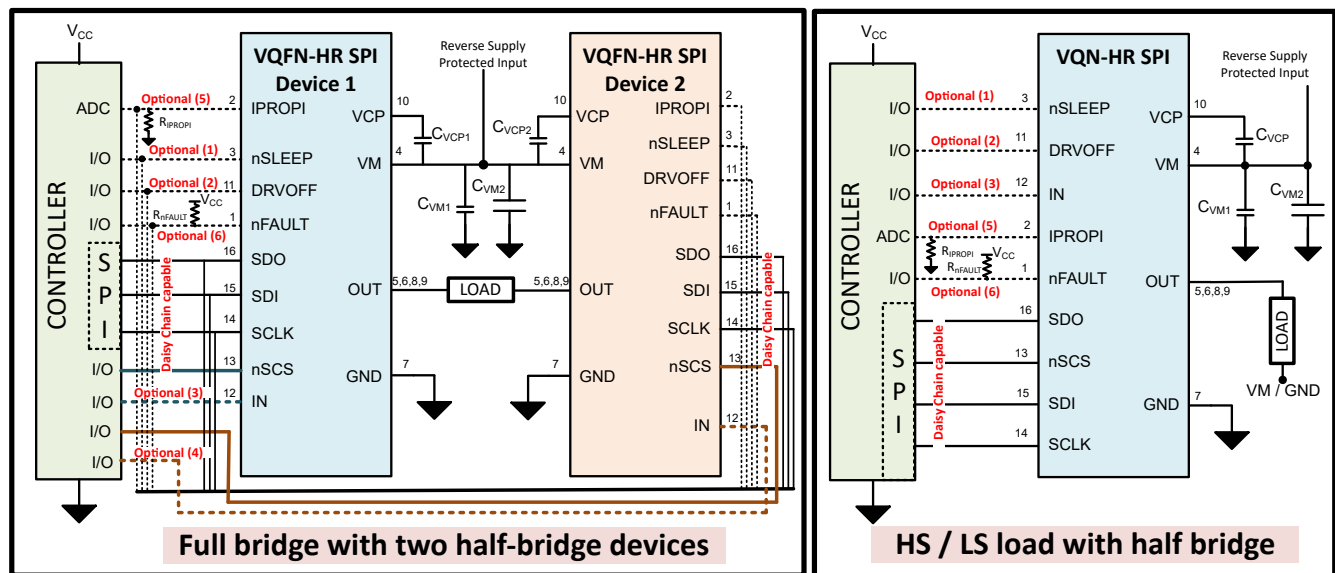 VCC
CONTROLLER
ADC
I/O
I/O
I/O
S
P
I
I/O
I/O
I/O
I/O
Optional (5)
RIPROPI
Optional (1)
Optional (2)
VCC
RnFAULT
Optional (6)
Daisy Chain capable
Optional (3)
Optional (4)
2
3
11
1
16
15
14
13
12
VQFN-HR SPI
Device 1
IPROPI
nSLEEP
DRVOFF
nFAULT
SDO
SDI
SCLK
nSCS
IN
VCP
VM
OUT
GND
10
4
5,6,8,9
7
CVCP1
Reverse Supply
Protected Input
CVCP2
CVM1
CVM2
LOAD
10
4
5,6,8,9
7
VQFN-HR SPI
Device 2
VCP
VM
OUT
GND
IPROPI
nSLEEP
DRVOFF
nFAULT
SDO
SDI
SCLK
nSCS
IN
2
3
11
1
16
15
14
13
12
Daisy Chain capable
Full bridge with two half-bridge devices
VCC
CONTROLLER
I/O
I/O
I/O
ADC
I/O
S
P
I
Optional (1)
Optional (2)
Optional (3)
Optional (5)
RIPROPI
VCC
RnFAULT
Optional (6)
Daisy Chain capable
3
11
12
2
1
16
13
15
14
VQN-HR SPI
nSLEEP
DRVOFF
IN
IPROPI
nFAULT
SDO
nSCS
SDI
SCLK
VCP
VM
OUT
GND
10
4
5,6,8,9
7
Reverse Supply
Protected Input
CVCP
CVM1
CVM2
LOAD
VM / GND
HS / LS load with half bridge